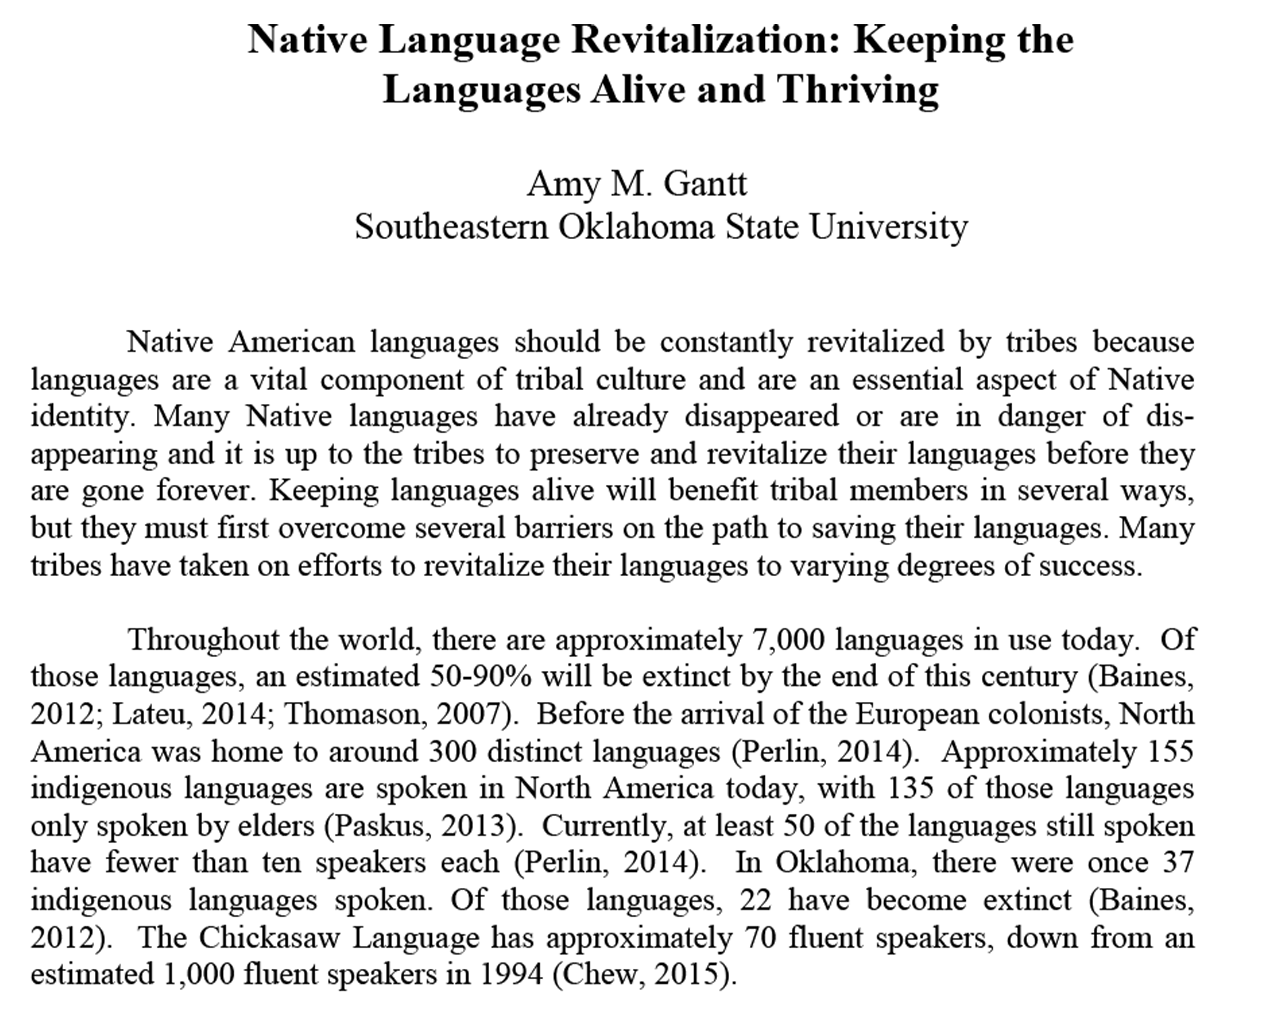 Native Language Revitalization: Keeping the
Languages Alive and Thriving
Amy M. Gantt
Southeastern Oklahoma State University
Native American languages should be constantly revitalized by tribes because
languages are a vital component of tribal culture and are an essential aspect of Native
identity. Many Native languages have already disappeared or are in danger of dis-
appearing and it is up to the tribes to preserve and revitalize their languages before they
are gone forever. Keeping languages alive will benefit tribal members in several ways,
but they must first overcome several barriers on the path to saving their languages. Many
tribes have taken on efforts to revitalize their languages to varying degrees of success.
Throughout the world, there are approximately 7,000 languages in use today.  Of
those languages, an estimated 50-90% will be extinct by the end of this century (Baines,
2012; Lateu, 2014; Thomason, 2007).  Before the arrival of the European colonists, North
America was home to around 300 distinct languages (Perlin, 2014).  Approximately 155
indigenous languages are spoken in North America today, with 135 of those languages
only spoken by elders (Paskus, 2013).  Currently, at least 50 of the languages still spoken
have fewer than ten speakers each (Perlin, 2014).  In Oklahoma, there were once 37
indigenous languages spoken. Of those languages, 22 have become extinct (Baines,
2012).  The Chickasaw Language has approximately 70 fluent speakers, down from an
estimated 1,000 fluent speakers in 1994 (Chew, 2015).